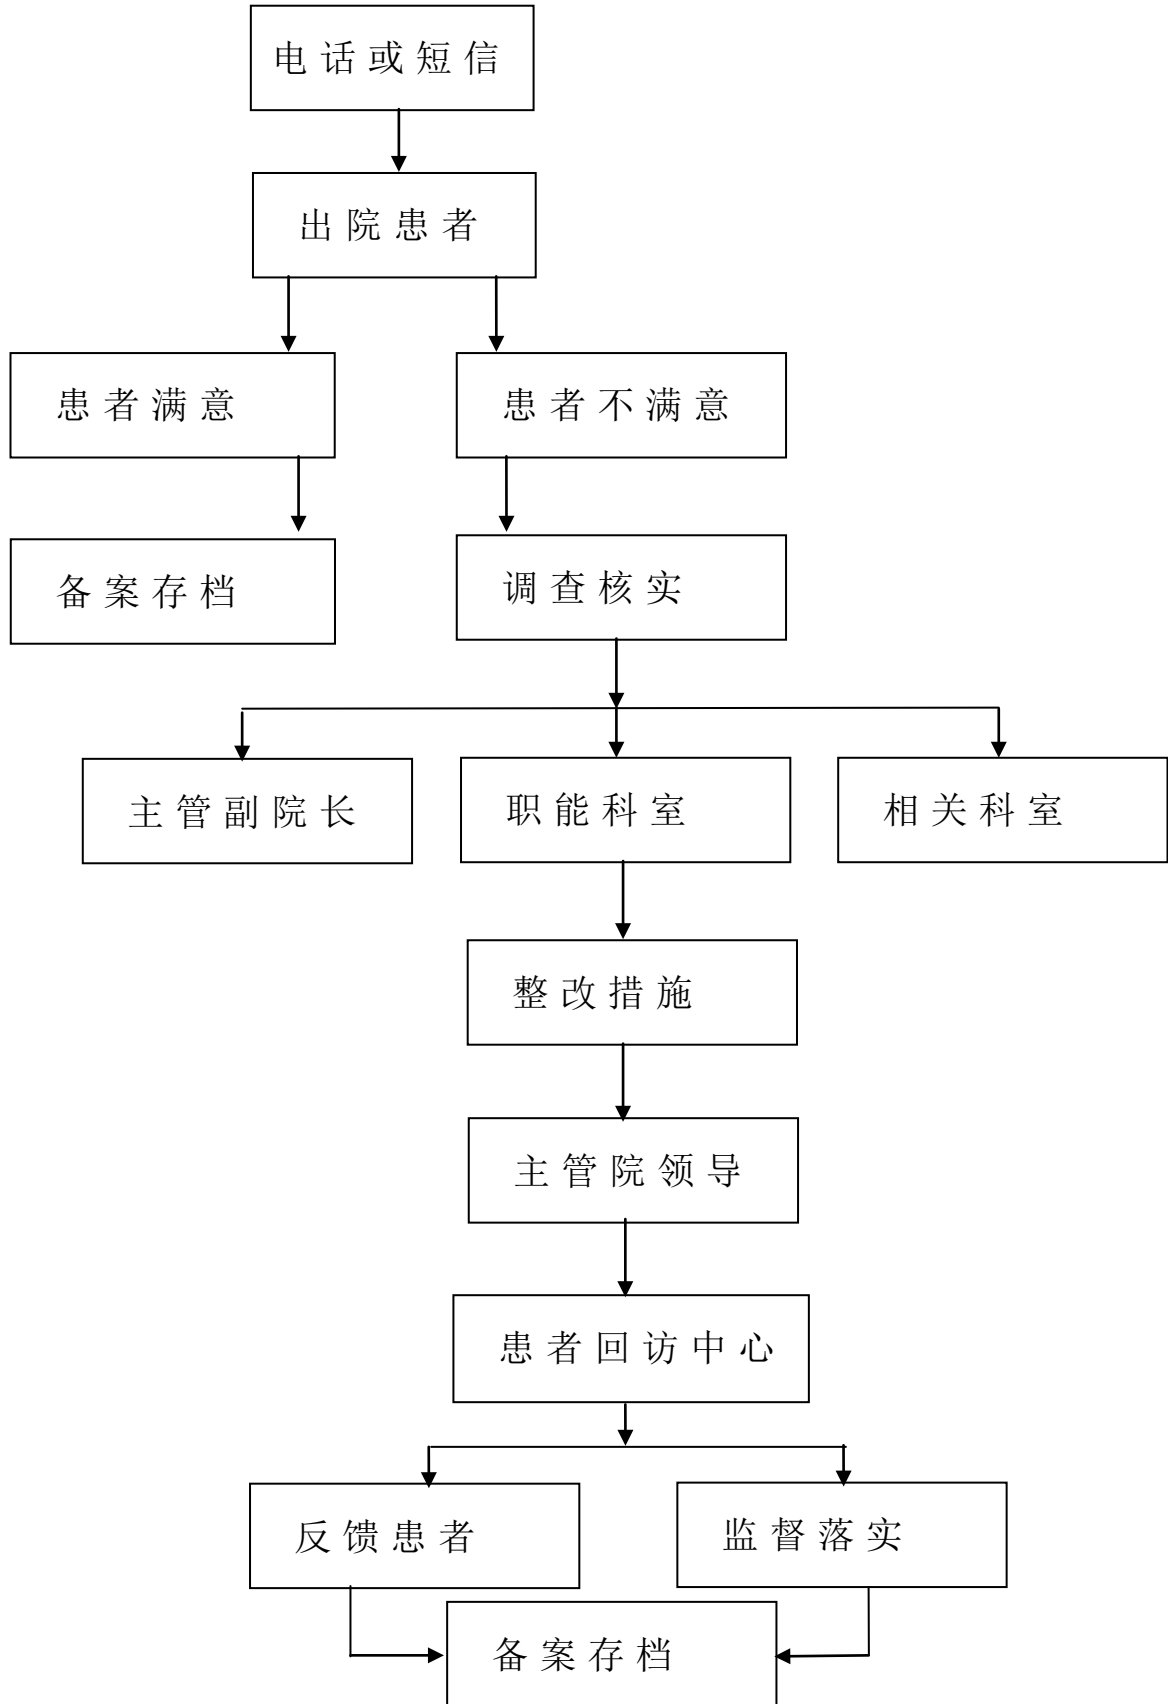 电话或短信
出院患者
患者满意
患者不满意
备案存档
调查核实
主管副院长
职能科室
相关科室
整改措施
主管院领导
患者回访中心
反馈患者
监督落实
备案存档